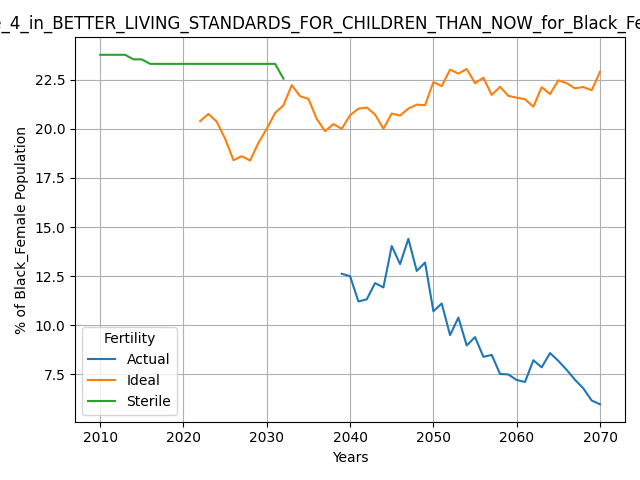 _4_in_BETTER_LIVING_STANDARDS_FOR_CHILDREN_THAN_NOW_for_Black_Fe
% of Black_Female Population
22.5
20.0
17.5
15.0
12.5
10.0
7.5
Fertility
Actual
Ideal
Sterile
2010 2020 2030 2040 2050 2060 2070
Years